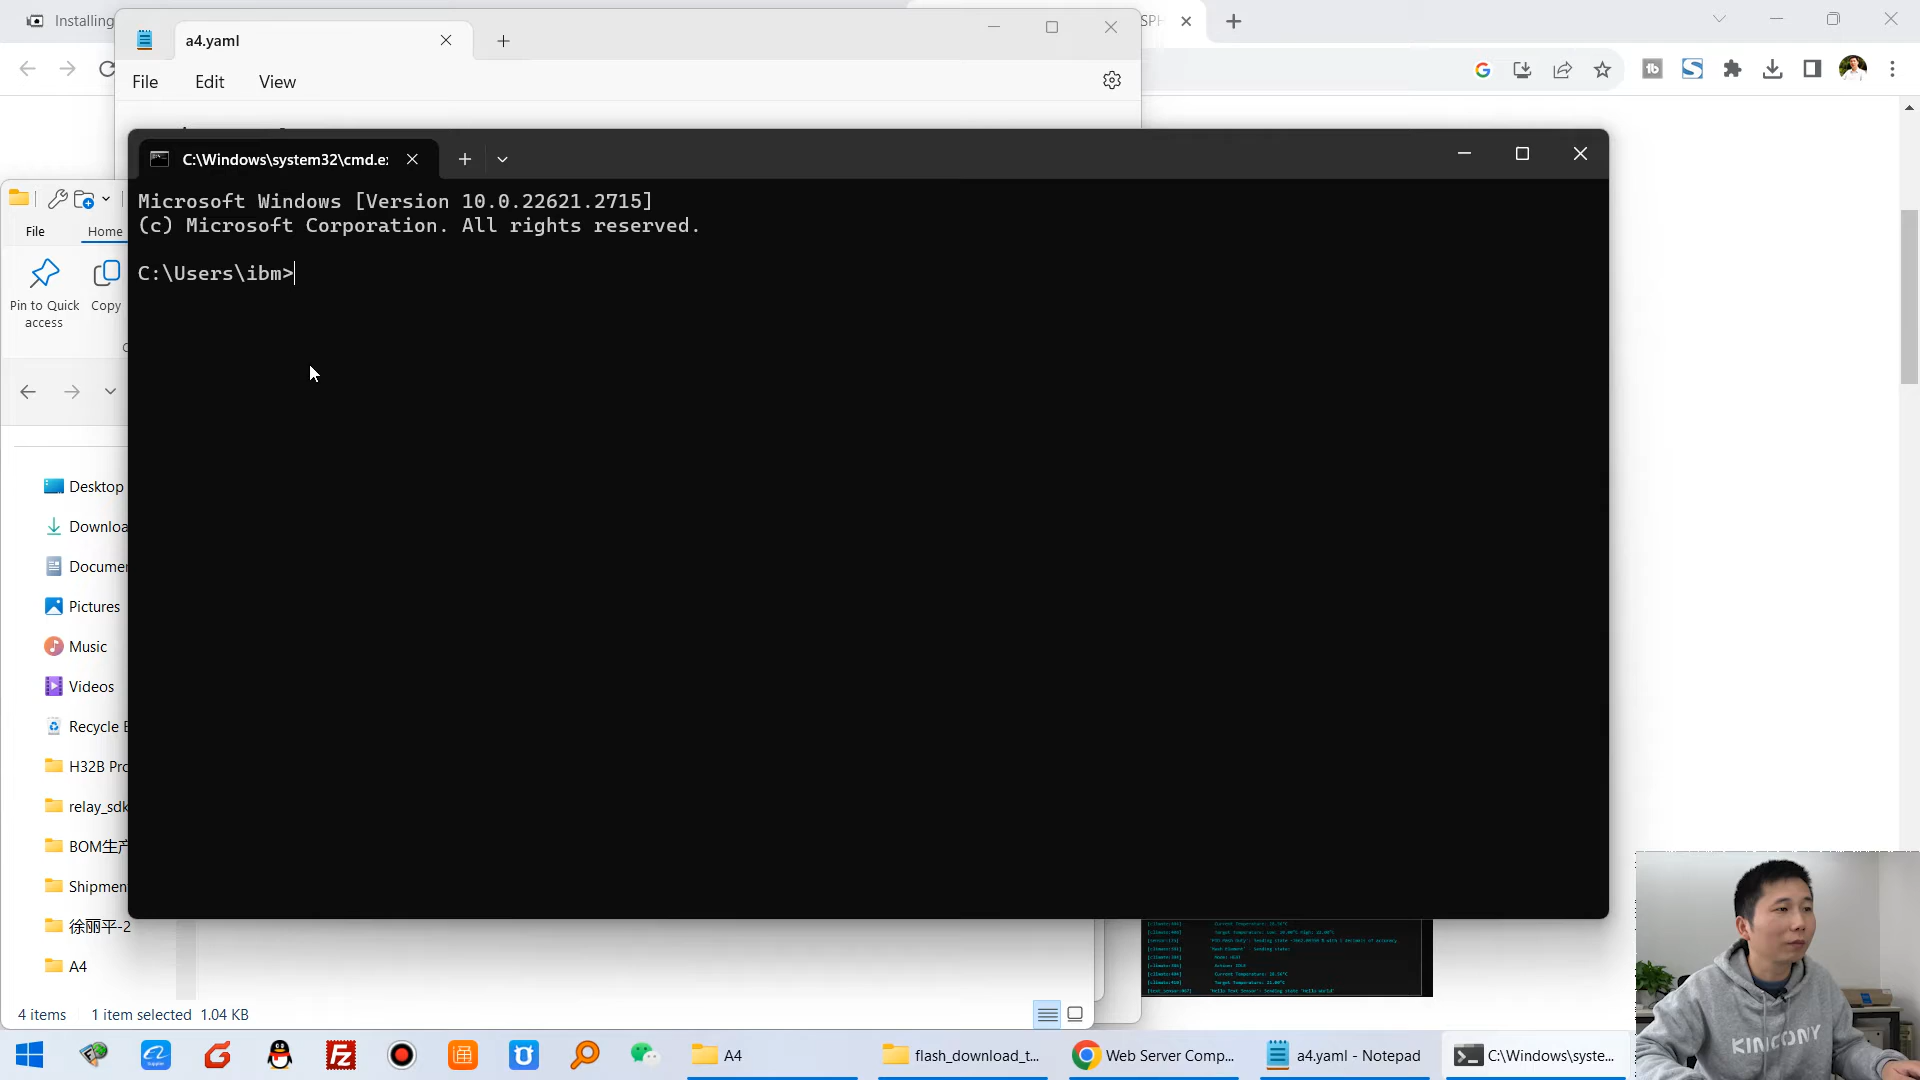 Installing
a4.yaml
SPH
File Edit View
C:\Windows\system32\cmd.e:
Microsoft Windows [Version 10.0.22621.2715]
(c) Microsoft Corporation. All rights reserved.
C:\Users\ibm>
File Home
Pin to Quick access
Copy
Desktop
Downloa
Documen
Pictures
Music
Videos
Recycle B
H32B Pro
relay_sdk
BOM生产
Shipmen
徐丽平-2
A4
4 items 1 item selected 1.04 KB
A4
flash_download_t...
Web Server Comp...
a4.yaml - Notepad
C:\Windows\syste...
KINCONY